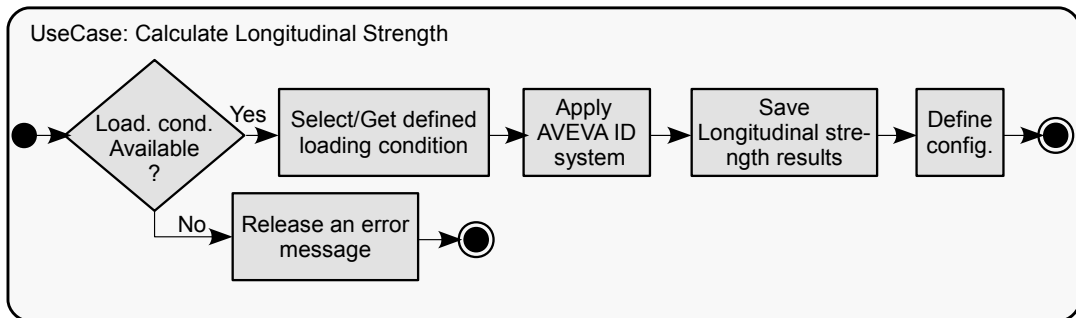 UseCase: Calculate Longitudinal Strength
Load. cond.
Available
?
Yes
Select/Get defined
loading condition
Apply
AVEVA ID
system
Save
Longitudinal stre-
ngth results
Define
config.
No
Release an error
message